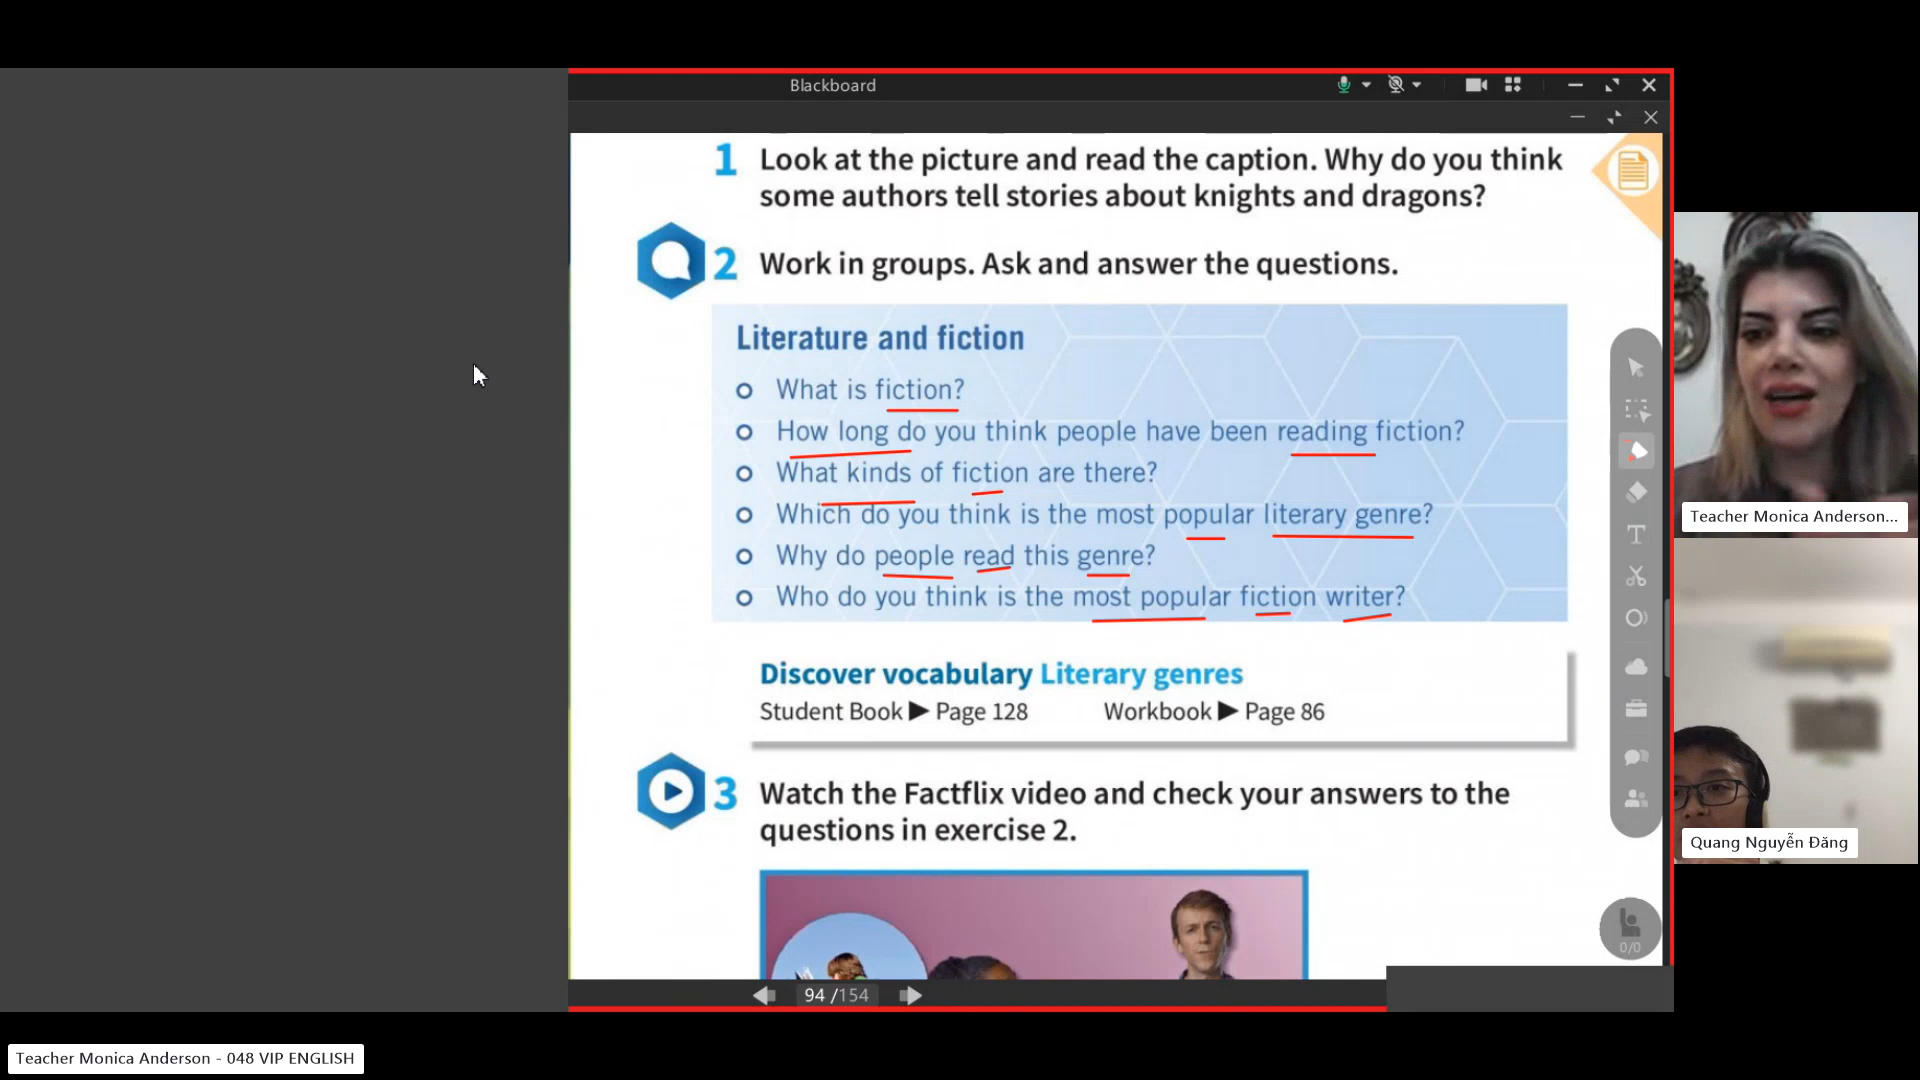 Blackboard
1 Look at the picture and read the caption. Why do you think
some authors tell stories about knights and dragons?
2 Work in groups. Ask and answer the questions.
Literature and fiction
What is fiction?
How long do you think people have been reading fiction?
What kinds of fiction are there?
Which do you think is the most popular literary genre?
Why do people read this genre?
Who do you think is the most popular fiction writer?
Discover vocabulary Literary genres
Student Book ▶ Page 128 Workbook ▶ Page 86
3 Watch the Factflix video and check your answers to the
questions in exercise 2.
94 /154
0/0
Teacher Monica Anderson...
Quang Nguyễn Đăng
Teacher Monica Anderson - 048 VIP ENGLISH